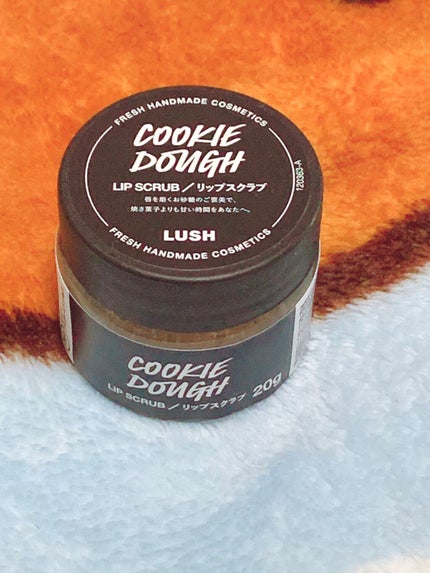 FRESH HANDMADE COSMETICS
COOKIE
DOUGH
LIP SCRUB／リップスクラブ
唇を磨くお砂糖のご褒美で、
焼き菓子よりも甘い時間をあなたへ。
LUSH
FRESH HANDMADE COSMETICS
120363-A
COOKIE
DOUGH
LIP SCRUB／リップスクラブ 20g